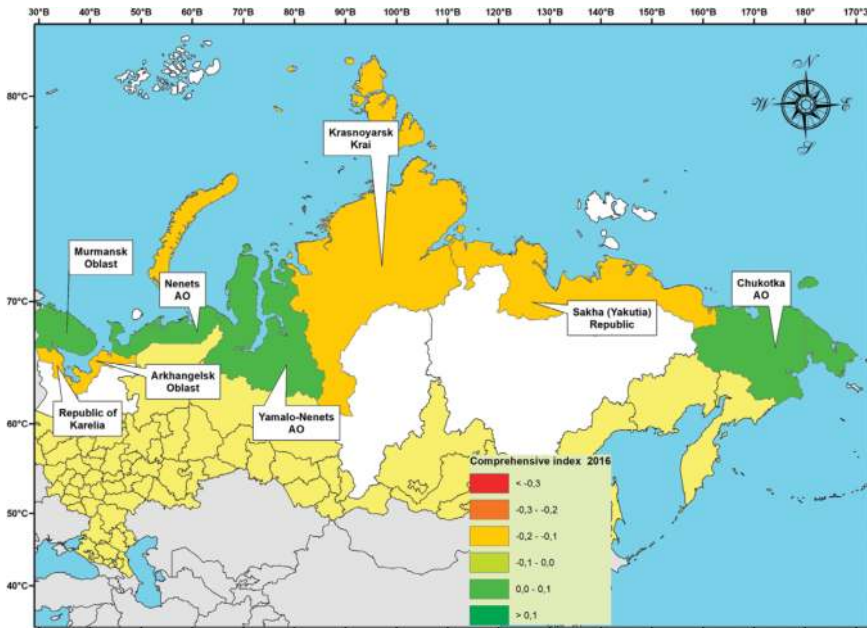 30°B 40°B 50°B 60°B 70°B 80°B 90°B 100°B 110°B 120°B 130°B 140°B 150°B 160°B 170°B 180° 170°3
80°C
70°C
60°C
50°C
40°C
N
W
E
S
Krasnoyarsk
Krai
Murmansk
Oblast
Nenets
AO
Chukotka
AO
Sakha (Yakutia)
Republic
Arkhangelsk
Oblast
Republic of
Karelia
Yamalo-Nenets
AO
Comprehensive index 2016
< -0,3
-0,3 - -0,2
-0,2 - -0,1
-0,1 - 0,0
0,0 - 0,1
> 0,1